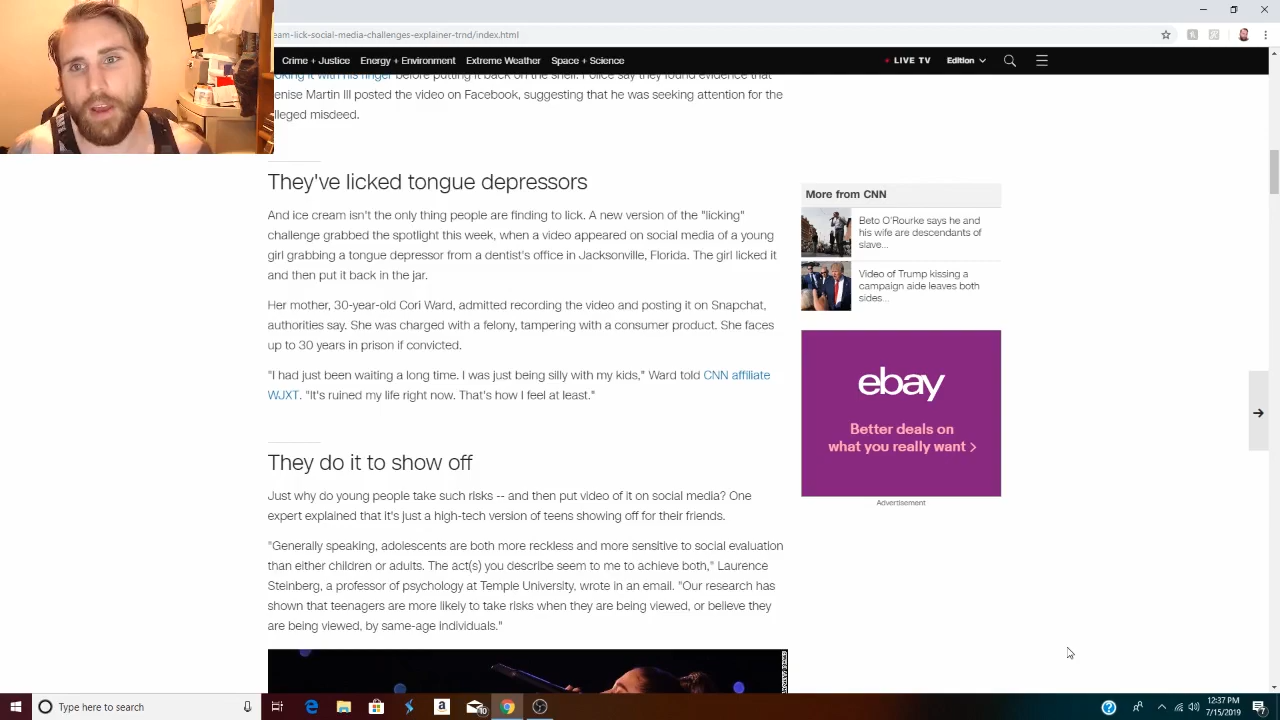 eam-lick-social-media-challenges-explainer-trnd/index.html
Crime + Justice Energy + Environment Extreme Weather Space + Science LIVE TV Edition
oking it with his finger before putting it back on the shelf. Police say they found evidence that
enise Martin III posted the video on Facebook, suggesting that he was seeking attention for the
lleged misdeed.
They've licked tongue depressors
And ice cream isn't the only thing people are finding to lick. A new version of the "licking"
challenge grabbed the spotlight this week, when a video appeared on social media of a young
girl grabbing a tongue depressor from a dentist's office in Jacksonville, Florida. The girl licked it
and then put it back in the jar.
Her mother, 30-year-old Cori Ward, admitted recording the video and posting it on Snapchat,
authorities say. She was charged with a felony, tampering with a consumer product. She faces
up to 30 years in prison if convicted.
"I had just been waiting a long time. I was just being silly with my kids," Ward told CNN affiliate
WJXT. "It's ruined my life right now. That's how I feel at least."
They do it to show off
Just why do young people take such risks -- and then put video of it on social media? One
expert explained that it's just a high-tech version of teens showing off for their friends.
"Generally speaking, adolescents are both more reckless and more sensitive to social evaluation
than either children or adults. The act(s) you describe seem to me to achieve both," Laurence
Steinberg, a professor of psychology at Temple University, wrote in an email. "Our research has
shown that teenagers are more likely to take risks when they are being viewed, or believe they
are being viewed, by same-age individuals."
More from CNN
Beto O'Rourke says he and
his wife are descendants of
slave...
Video of Trump kissing a
campaign aide leaves both
sides...
ebay
Better deals on
what you really want >
Advertisement
Type here to search
10
12:37 PM
7/15/2019
7